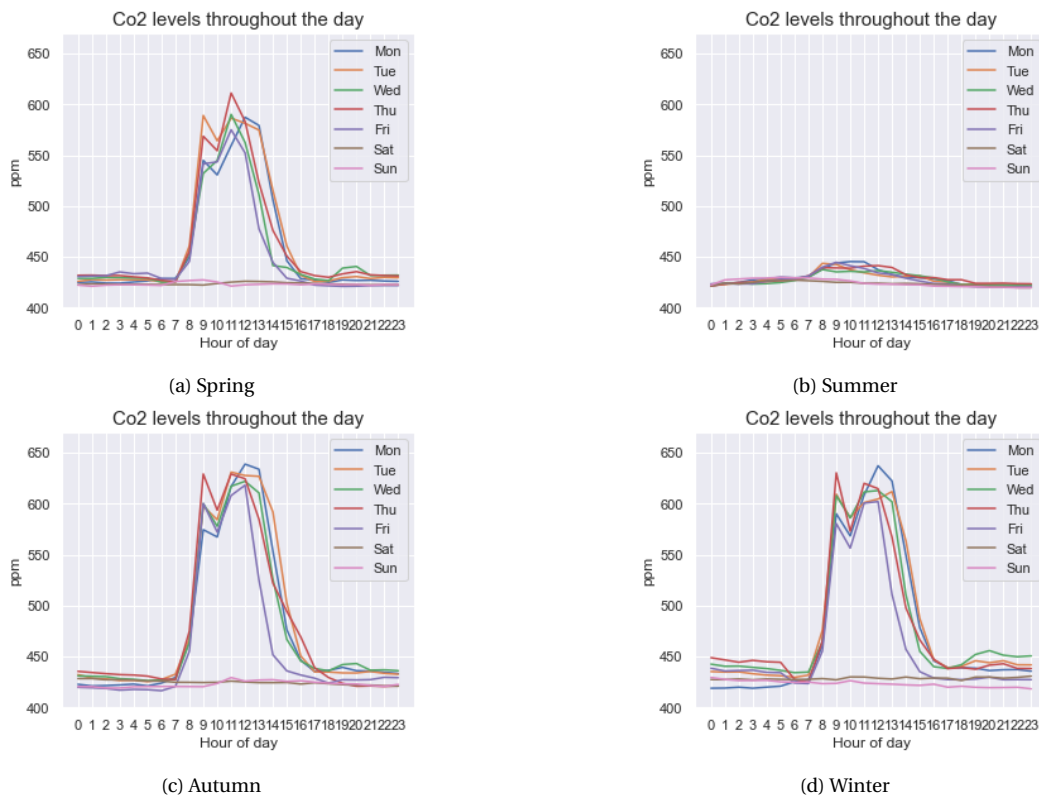 Co2 levels throughout the day
650
600
550
500
450
400
ppm
Mon
Tue
Wed
Thu
Fri
Sat
Sun
0 1 2 3 4 5 6 7 8 9 10 11 12 13 14 15 16 17 18 19 20 21 22 23
Hour of day
(a) Spring
Co2 levels throughout the day
650
600
550
500
450
400
ppm
Mon
Tue
Wed
Thu
Fri
Sat
Sun
0 1 2 3 4 5 6 7 8 9 10 11 12 13 14 15 16 17 18 19 20 21 22 23
Hour of day
(b) Summer
Co2 levels throughout the day
650
600
550
500
450
400
ppm
Mon
Tue
Wed
Thu
Fri
Sat
Sun
0 1 2 3 4 5 6 7 8 9 10 11 12 13 14 15 16 17 18 19 20 21 22 23
Hour of day
(c) Autumn
Co2 levels throughout the day
650
600
550
500
450
400
ppm
Mon
Tue
Wed
Thu
Fri
Sat
Sun
0 1 2 3 4 5 6 7 8 9 10 11 12 13 14 15 16 17 18 19 20 21 22 23
Hour of day
(d) Winter